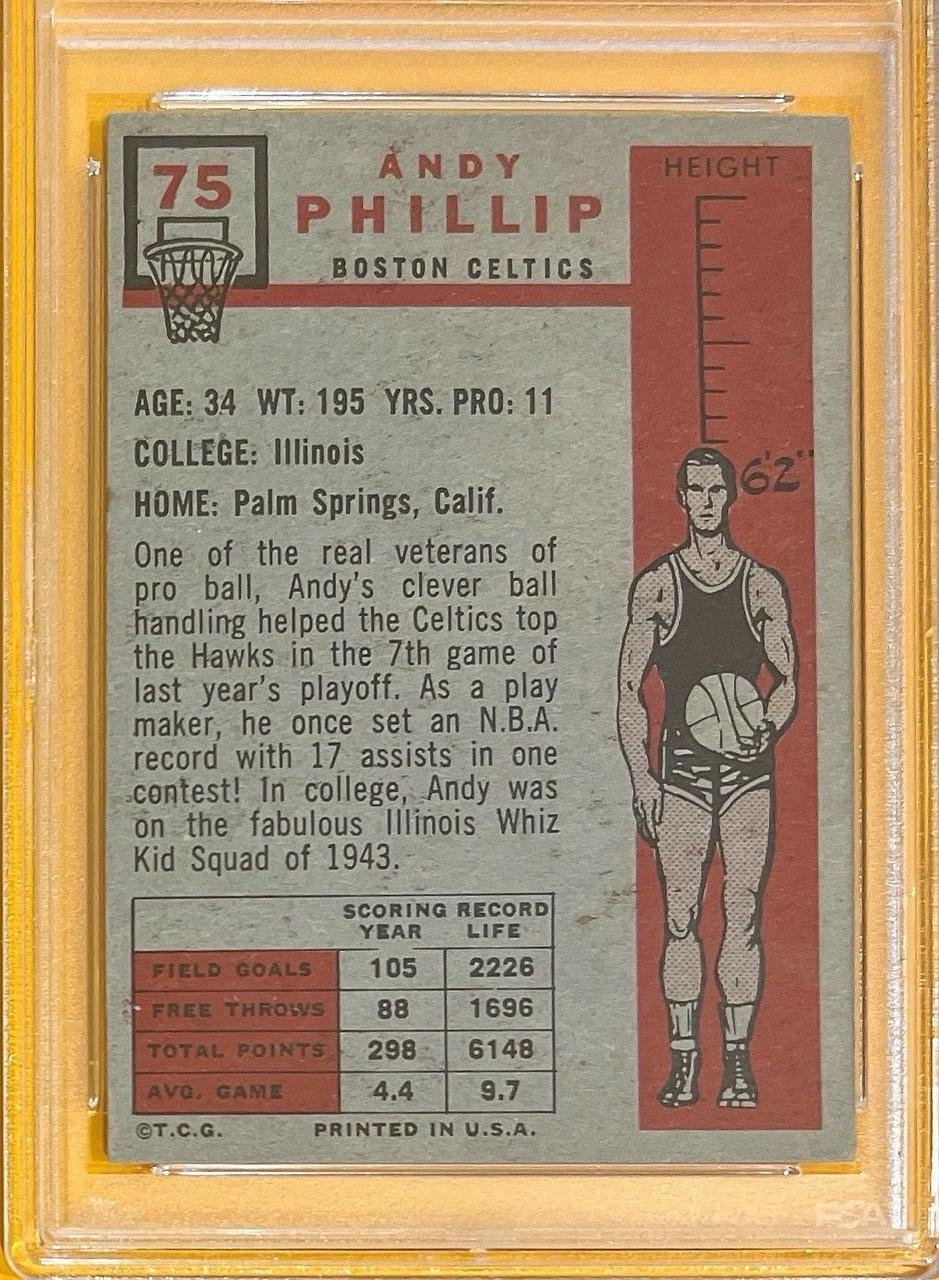 75
ANDY
PHILLIP
BOSTON CELTICS
HEIGHT
6'2"
AGE: 34 WT: 195 YRS. PRO: 11
COLLEGE: Illinois
HOME: Palm Springs, Calif.
One of the real veterans of
pro ball, Andy's clever ball
handling helped the Celtics top
the Hawks in the 7th game of
last year's playoff. As a play
maker, he once set an N.B.A.
record with 17 assists in one
contest! In college, Andy was
on the fabulous Illinois Whiz
Kid Squad of 1943.
SCORING RECORD
YEAR LIFE
FIELD GOALS 105 2226
FREE THROWS 88 1696
TOTAL POINTS 298 6148
AVG. GAME 4.4 9.7
©T.C.G. PRINTED IN U.S.A.